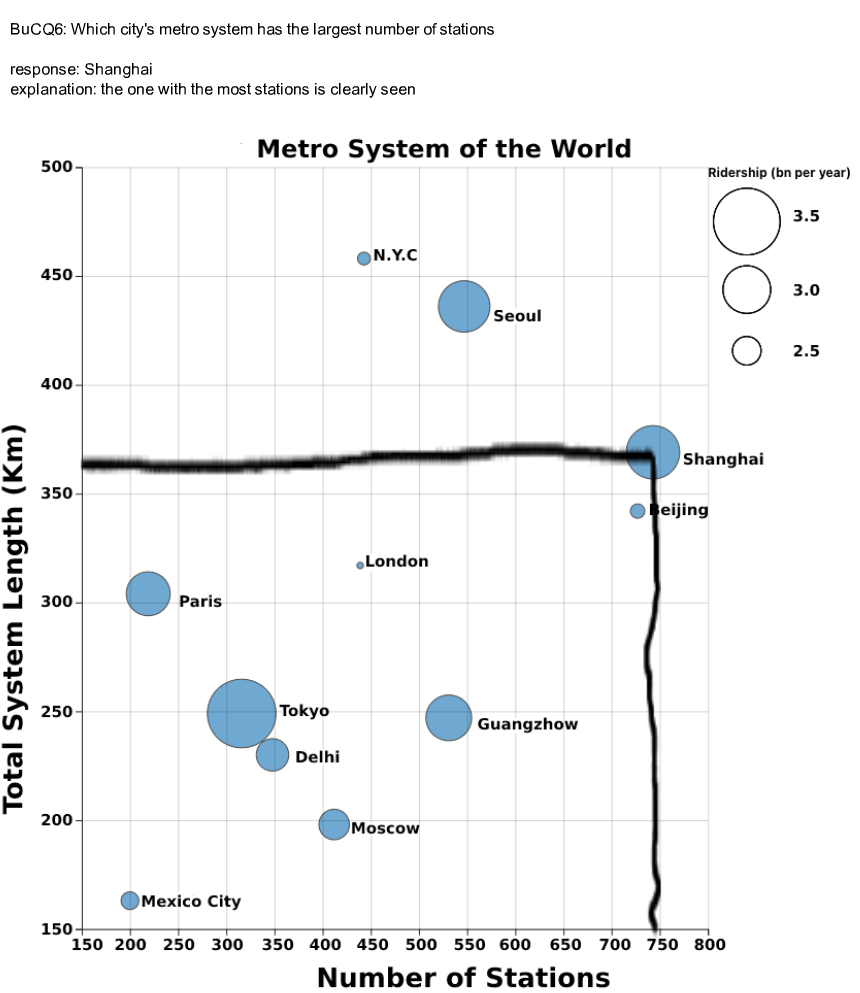 BuCQ6: Which city's metro system has the largest number of stations
response: Shanghai
explanation: the one with the most stations is clearly seen
Metro System of the World
Ridership (bn per year)
3.5
3.0
2.5
Total System Length (Km)
500
450
400
350
300
250
200
150
N.Y.C
Seoul
Shanghai
Beijing
London
Paris
Tokyo
Guangzhow
Delhi
Moscow
Mexico City
150 200 250 300 350 400 450 500 550 600 650 700 750 800
Number of Stations